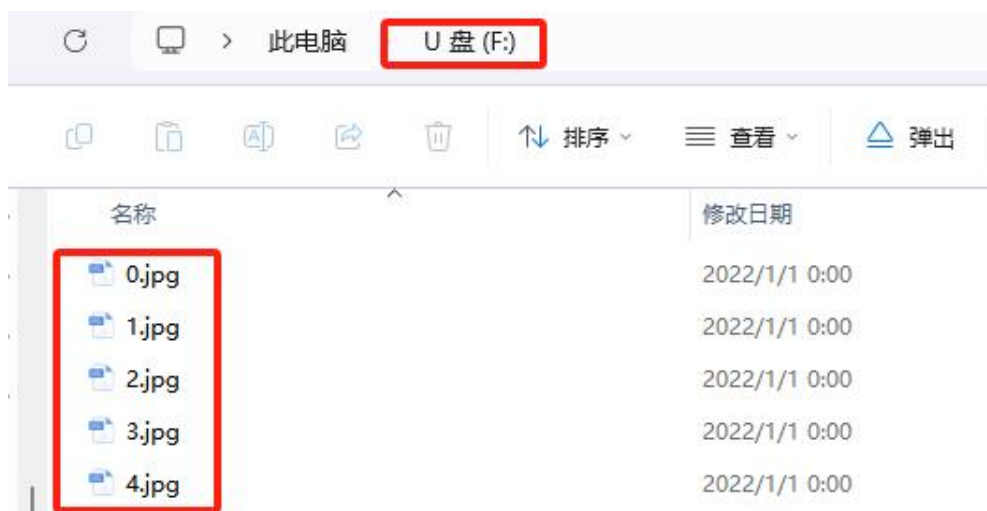 此电脑 U 盘 (F:)
排序 查看 弹出
名称 修改日期
0.jpg 2022/1/1 0:00
1.jpg 2022/1/1 0:00
2.jpg 2022/1/1 0:00
3.jpg 2022/1/1 0:00
4.jpg 2022/1/1 0:00